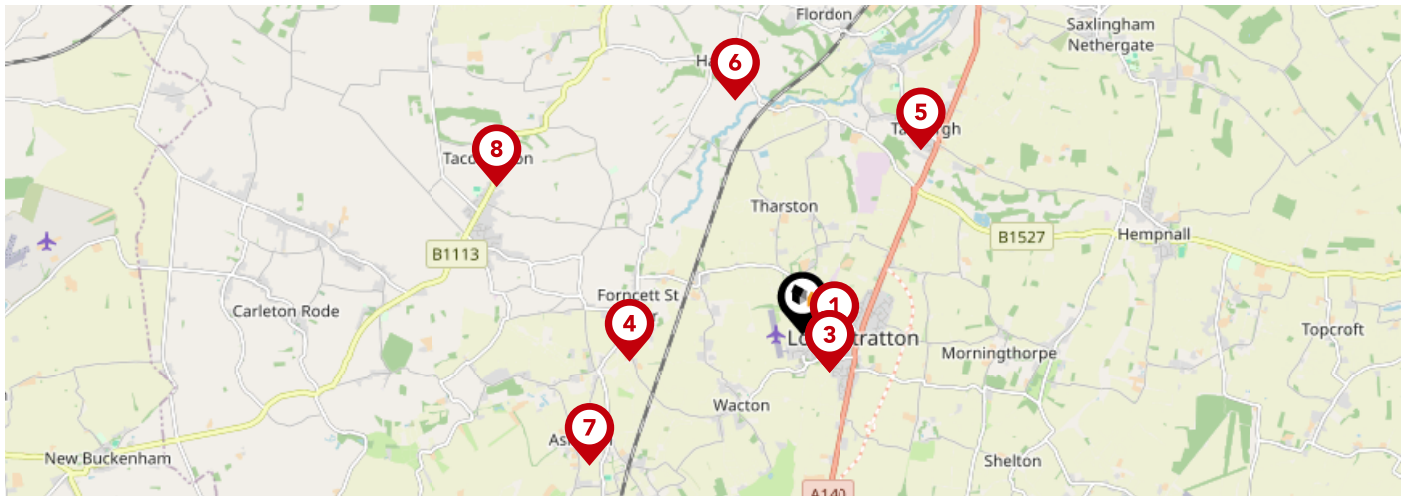 Flordon
Saxlingham
Nethergate
6
5
8
Tharston
B1527
Hempnall
B1113
Forncett St
Carleton Rode
1
4
3
Topcroft
Morningthorpe
Wacton
7
New Buckenham
Shelton
A140